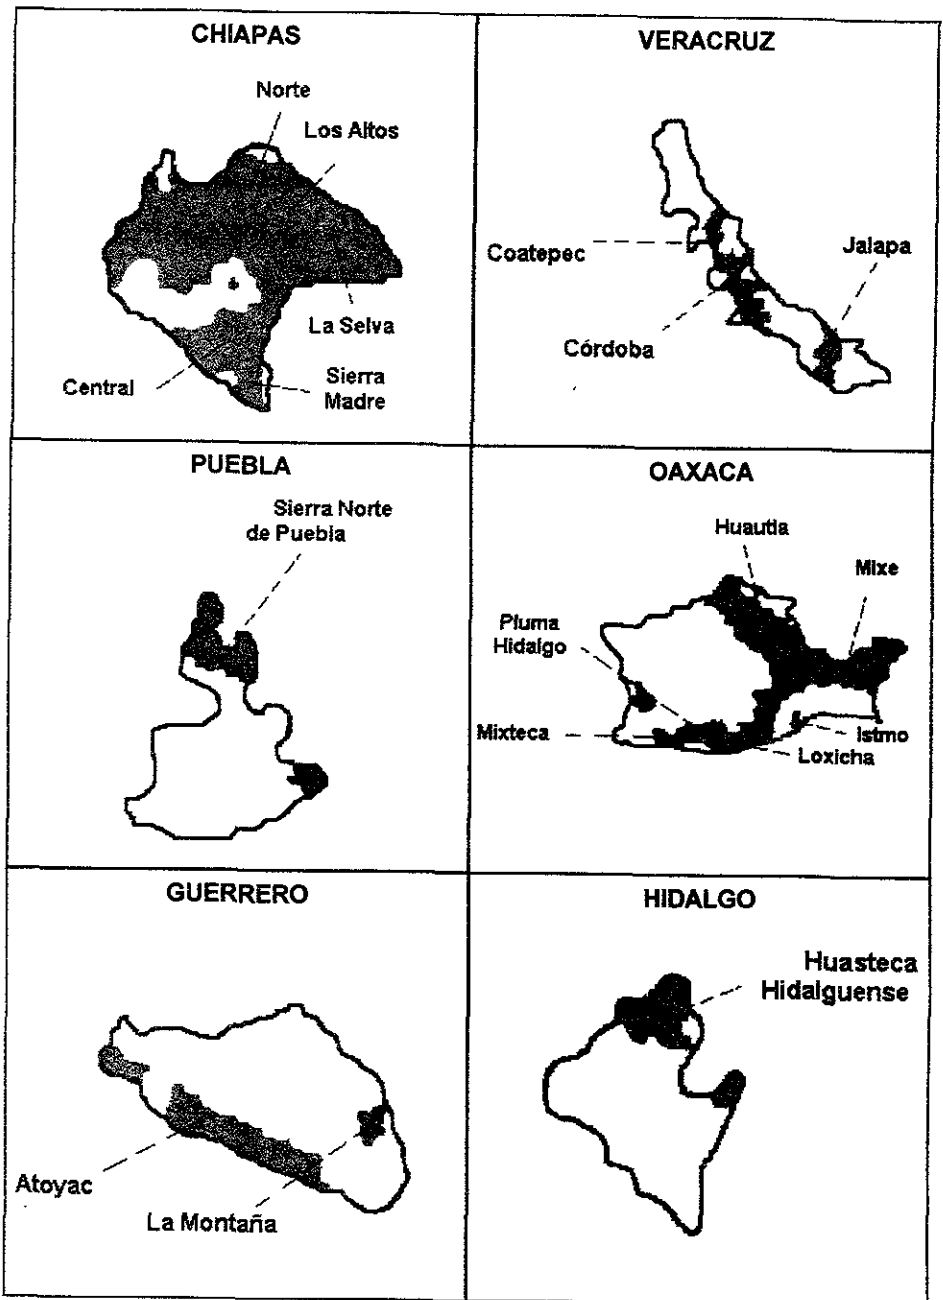 CHIAPAS
Norte
Los Altos
La Selva
Central
Sierra
Madre
VERACRUZ
Coatepec
Jalapa
Córdoba
PUEBLA
Sierra Norte
de Puebla
OAXACA
Huautla
Mixe
Pluma
Hidalgo
Mixteca
Istmo
Loxicha
GUERRERO
Atoyac
La Montaña
HIDALGO
Huasteca
Hidalguense